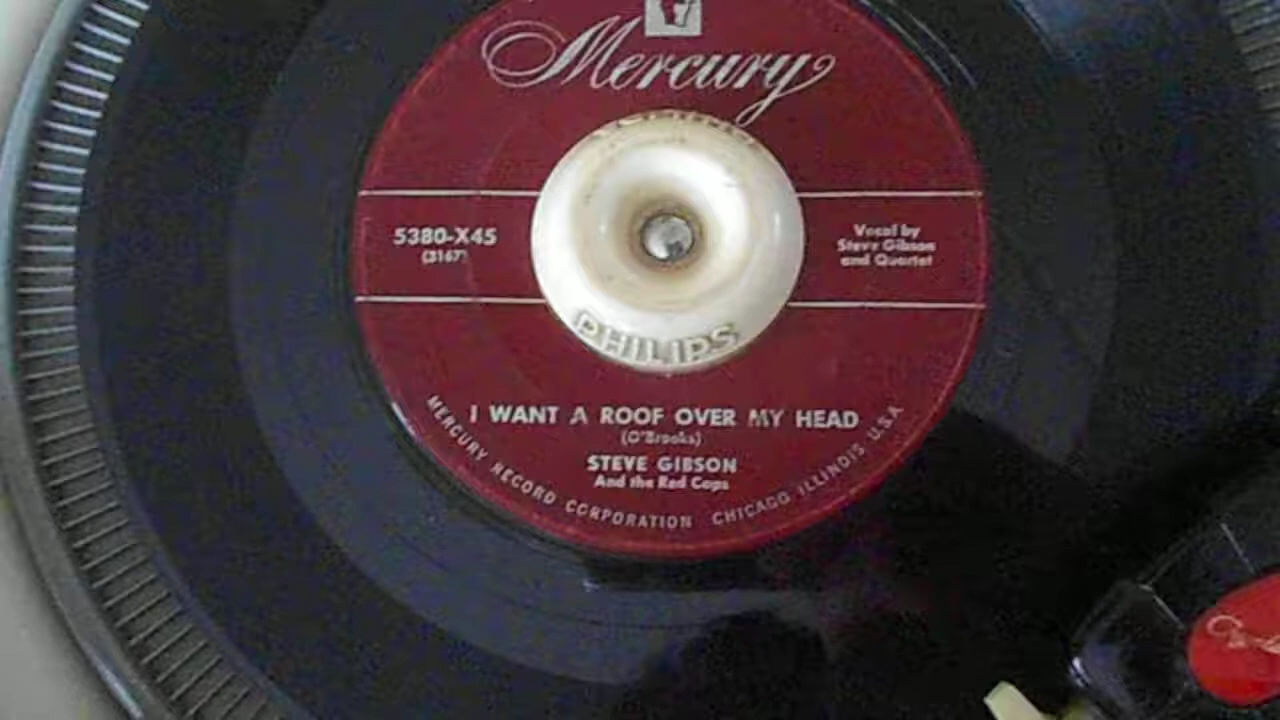 Mercury
5380-X45
(3167)
Vocal by
Steve Gibson
and Quartet
PHILIPS
I WANT A ROOF OVER MY HEAD
(O'Brooks)
STEVE GIBSON
And the Red Caps
MERCURY RECORD CORPORATION CHICAGO ILLINOIS U.S.A